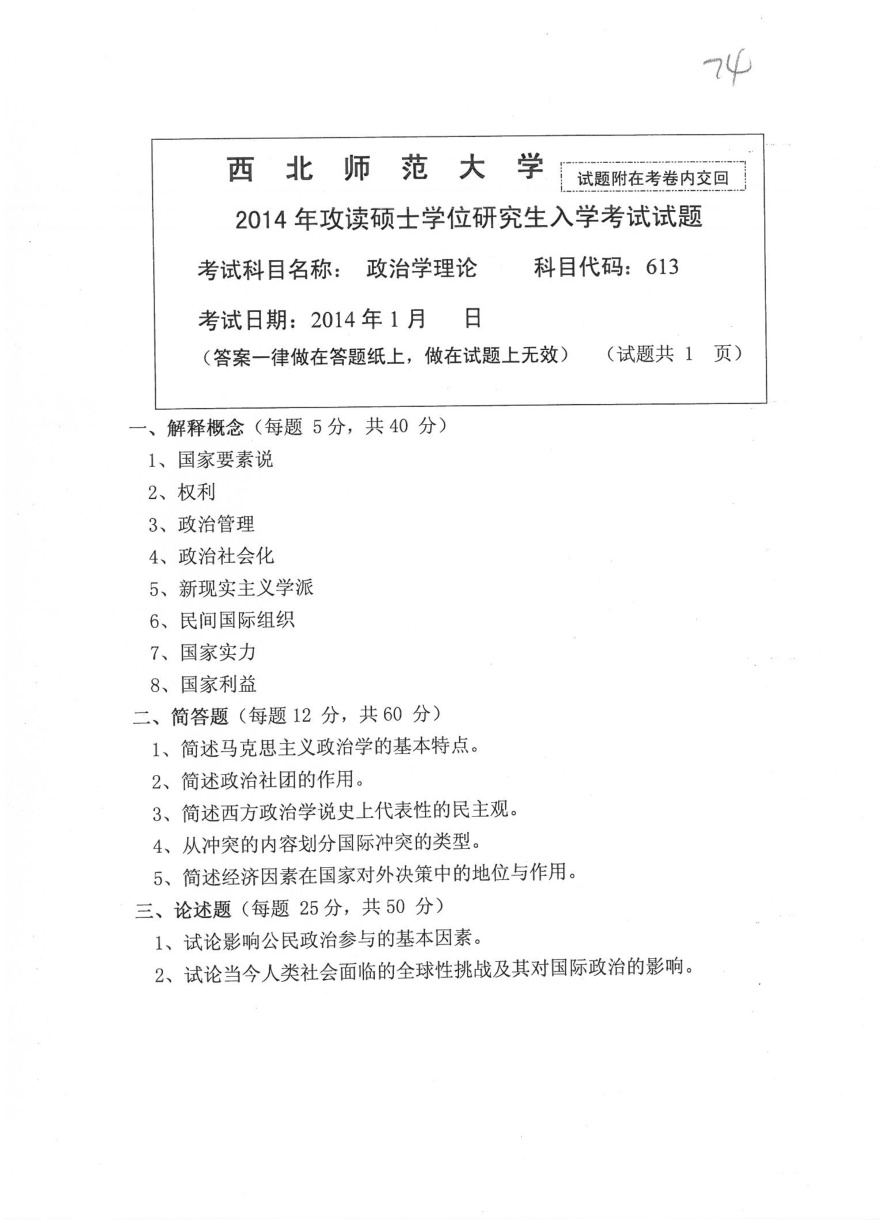 74
西北师范大学 试题附在考卷内交回
2014年攻读硕士学位研究生入学考试试题
考试科目名称： 政治学理论 科目代码：613
考试日期：2014年1月 日
（答案一律做在答题纸上，做在试题上无效） （试题共 1 页）
一、解释概念（每题 5分，共40 分）
1、国家要素说
2、权利
3、政治管理
4、政治社会化
5、新现实主义学派
6、民间国际组织
7、国家实力
8、国家利益
二、简答题（每题12 分，共60 分）
1、简述马克思主义政治学的基本特点。
2、简述政治社团的作用。
3、简述西方政治学说史上代表性的民主观。
4、从冲突的内容划分国际冲突的类型。
5、简述经济因素在国家对外决策中的地位与作用。
三、论述题（每题 25分，共50 分）
1、试论影响公民政治参与的基本因素。
2、试论当今人类社会面临的全球性挑战及其对国际政治的影响。